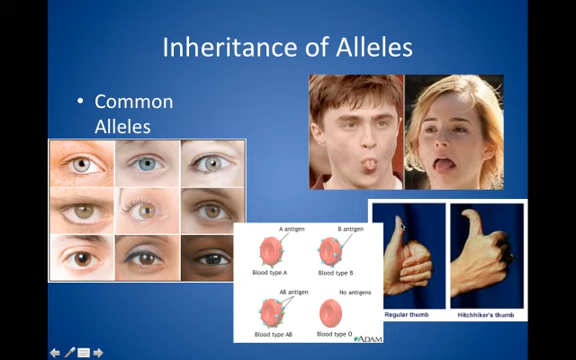 Inheritance of Alleles
• Common
Alleles
A antigen
B antigen
Blood type A
Blood type B
AB antigen
No antigens
Blood type AB
Blood type O
ADAM
Regular thumb
Hitchhiker's thumb